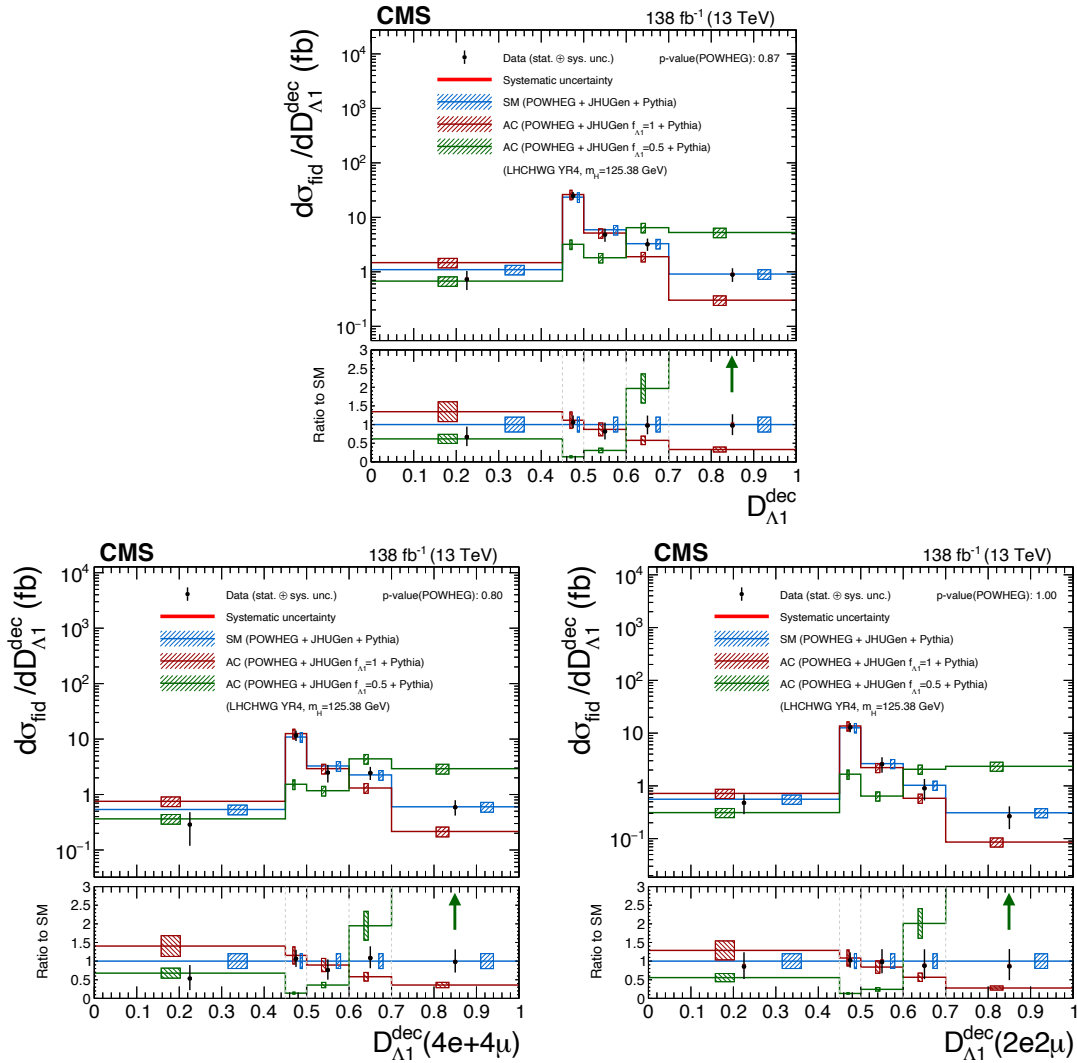 CMS 138 fb⁻¹ (13 TeV)
dσ_fid/dD_Λ1^dec (fb)
10⁴
10³
10²
10
1
10⁻¹
Data (stat. ⊕ sys. unc.) p-value(POWHEG): 0.87
Systematic uncertainty
SM (POWHEG + JHUGen + Pythia)
AC (POWHEG + JHUGen f_Λ1=1 + Pythia)
AC (POWHEG + JHUGen f_Λ1=0.5 + Pythia)
(LHCHWG YR4, m_H=125.38 GeV)
Ratio to SM
3
2.5
2
1.5
1
0.5
0
0 0.1 0.2 0.3 0.4 0.5 0.6 0.7 0.8 0.9 1
D_Λ1^dec
CMS 138 fb⁻¹ (13 TeV)
dσ_fid/dD_Λ1^dec (fb)
10⁴
10³
10²
10
1
10⁻¹
Data (stat. ⊕ sys. unc.) p-value(POWHEG): 0.80
Systematic uncertainty
SM (POWHEG + JHUGen + Pythia)
AC (POWHEG + JHUGen f_Λ1=1 + Pythia)
AC (POWHEG + JHUGen f_Λ1=0.5 + Pythia)
(LHCHWG YR4, m_H=125.38 GeV)
Ratio to SM
3
2.5
2
1.5
1
0.5
0
0 0.1 0.2 0.3 0.4 0.5 0.6 0.7 0.8 0.9 1
D_Λ1^dec(4e+4μ)
CMS 138 fb⁻¹ (13 TeV)
dσ_fid/dD_Λ1^dec (fb)
10⁴
10³
10²
10
1
10⁻¹
Data (stat. ⊕ sys. unc.) p-value(POWHEG): 1.00
Systematic uncertainty
SM (POWHEG + JHUGen + Pythia)
AC (POWHEG + JHUGen f_Λ1=1 + Pythia)
AC (POWHEG + JHUGen f_Λ1=0.5 + Pythia)
(LHCHWG YR4, m_H=125.38 GeV)
Ratio to SM
3
2.5
2
1.5
1
0.5
0
0 0.1 0.2 0.3 0.4 0.5 0.6 0.7 0.8 0.9 1
D_Λ1^dec(2e2μ)